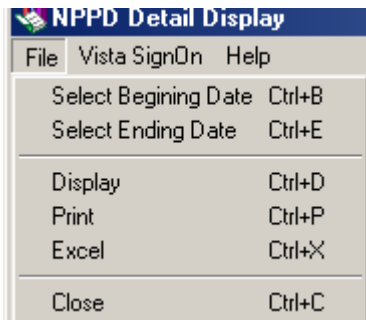 NPPD Detail Display
File Vista SignOn Help
Select Begining Date Ctrl+B
Select Ending Date Ctrl+E
Display Ctrl+D
Print Ctrl+P
Excel Ctrl+X
Close Ctrl+C